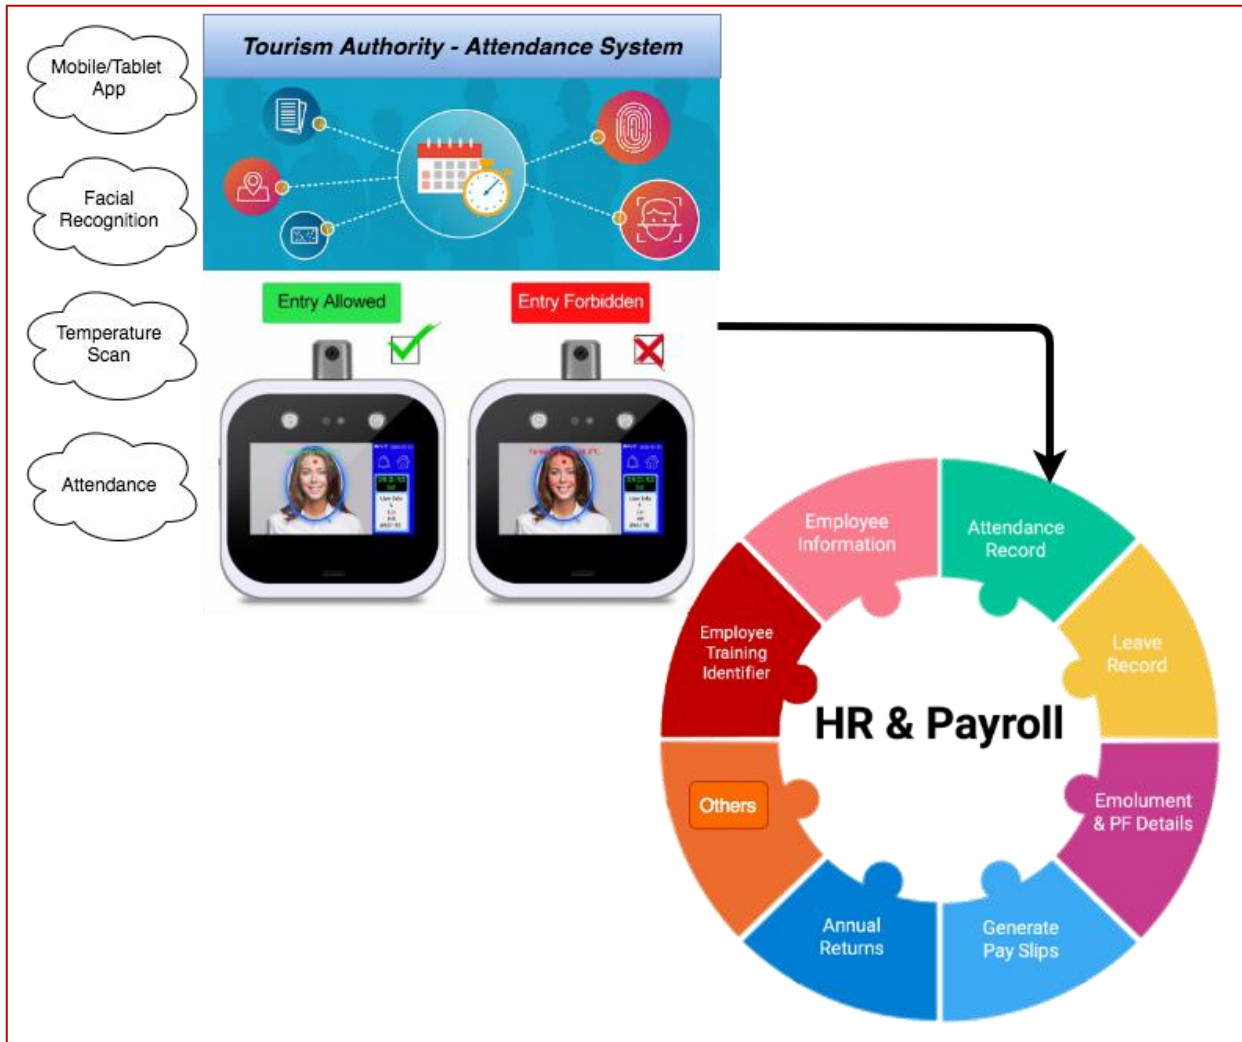 Mobile/Tablet
App
Tourism Authority - Attendance System
Facial
Recognition
Entry Allowed
Entry Forbidden
Temperature
Scan
Attendance
Employee
Information
Attendance
Record
Employee
Training
Identifier
Leave
Record
HR & Payroll
Others
Emolument
& PF Details
Annual
Returns
Generate
Pay Slips